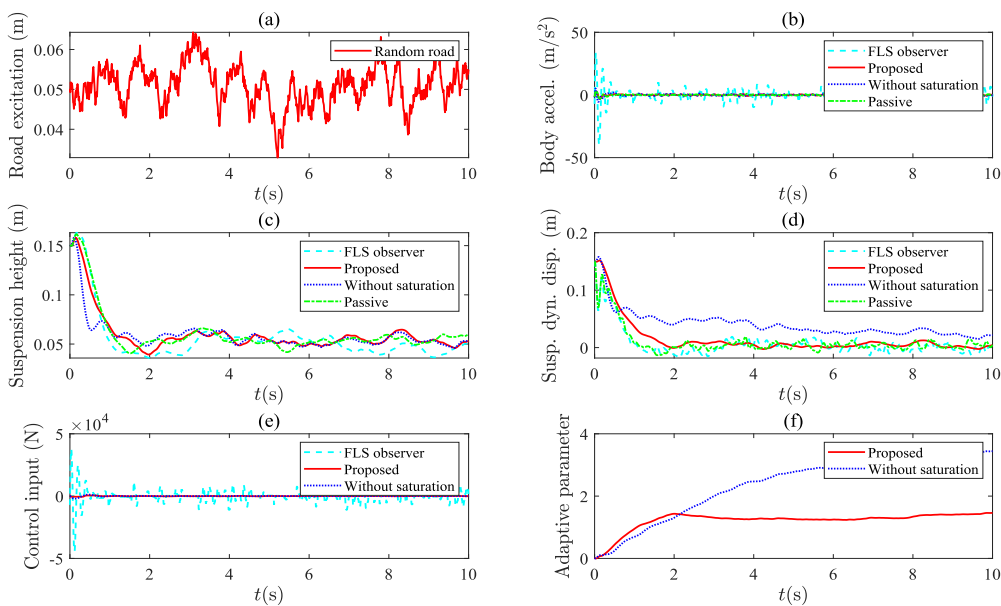 (a)
Road excitation (m)
0.06
0.05
0.04
Random road
0 2 4 6 8 10
t(s)
(b)
Body accel. (m/s²)
50
0
-50
FLS observer
Proposed
Without saturation
Passive
0 2 4 6 8 10
t(s)
(c)
Suspension height (m)
0.15
0.1
0.05
FLS observer
Proposed
Without saturation
Passive
0 2 4 6 8 10
t(s)
(d)
Susp. dyn. disp. (m)
0.2
0.1
0
FLS observer
Proposed
Without saturation
Passive
0 2 4 6 8 10
t(s)
(e)
×10⁴
Control input (N)
5
0
-5
FLS observer
Proposed
Without saturation
0 2 4 6 8 10
t(s)
(f)
Adaptive parameter
4
2
0
Proposed
Without saturation
0 2 4 6 8 10
t(s)